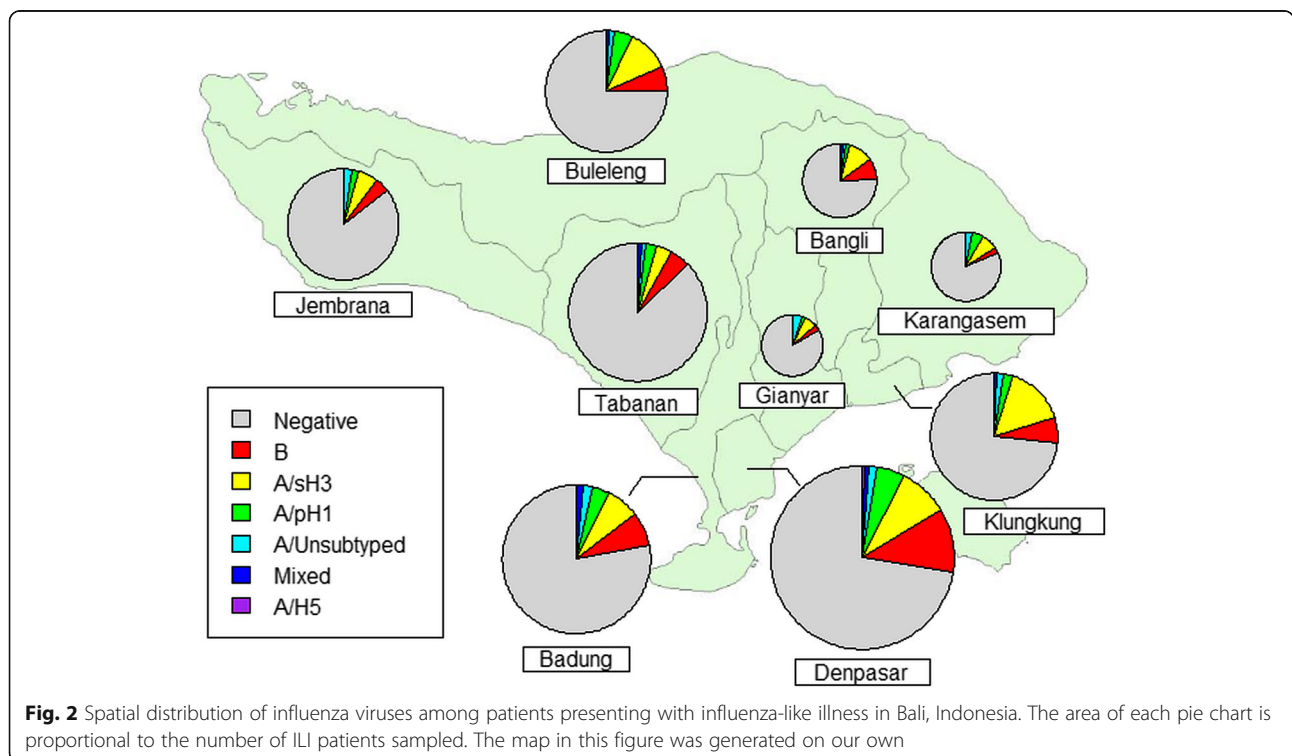 Buleleng
Bangli
Jembrana
Karangasem
Tabanan
Gianyar
Klungkung
Badung
Denpasar
Negative
B
A/sH3
A/pH1
A/Unsubtyped
Mixed
A/H5
Fig. 2 Spatial distribution of influenza viruses among patients presenting with influenza-like illness in Bali, Indonesia. The area of each pie chart is
proportional to the number of ILI patients sampled. The map in this figure was generated on our own